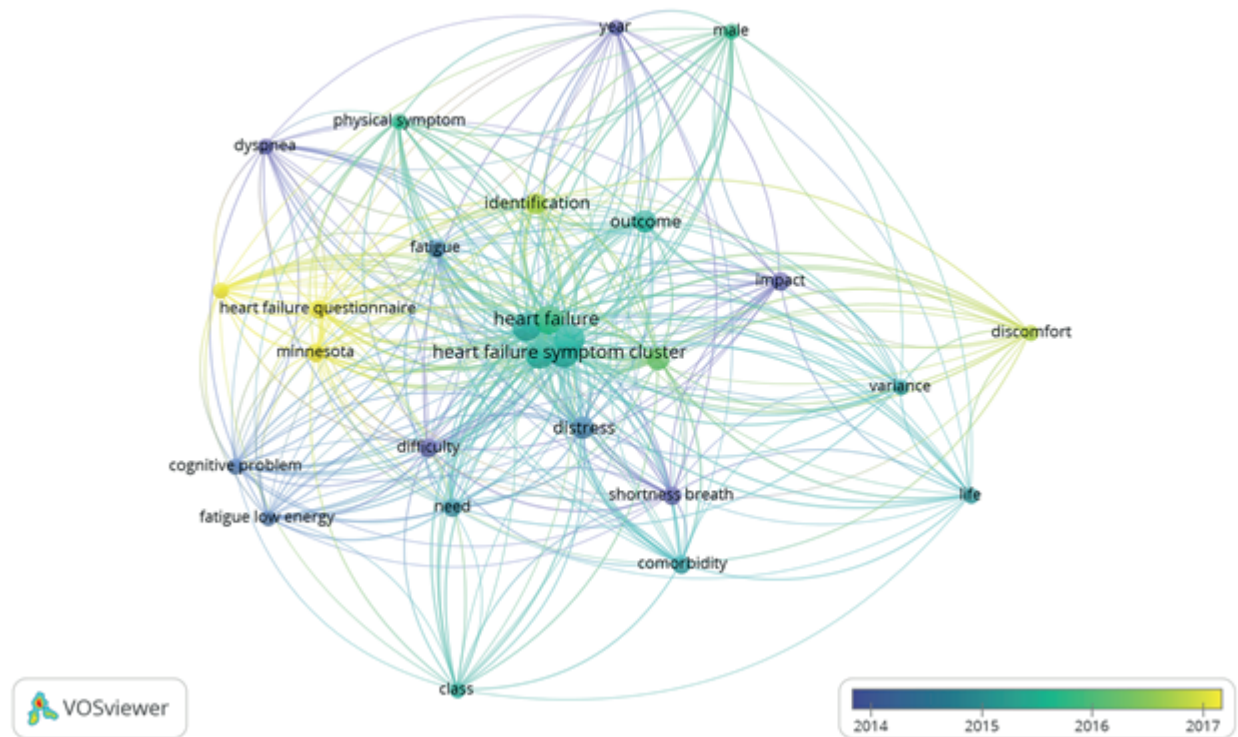 year
male
physical symptom
dyspnea
identification
outcome
fatigue
impact
heart failure questionnaire
heart failure
discomfort
minnesota
heart failure symptom cluster
variance
distress
difficulty
cognitive problem
shortness breath
life
need
fatigue low energy
comorbidity
class
VOSviewer
2014
2015
2016
2017